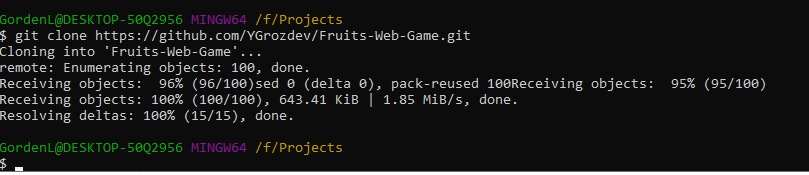 GordenL@DESKTOP-50Q2956 MINGW64 /f/Projects
$ git clone https://github.com/YGrozdev/Fruits-Web-Game.git
Cloning into 'Fruits-Web-Game'...
remote: Enumerating objects: 100, done.
Receiving objects:  96% (96/100)sed 0 (delta 0), pack-reused 100Receiving objects:  95% (95/100)
Receiving objects: 100% (100/100), 643.41 KiB | 1.85 MiB/s, done.
Resolving deltas: 100% (15/15), done.
GordenL@DESKTOP-50Q2956 MINGW64 /f/Projects
$